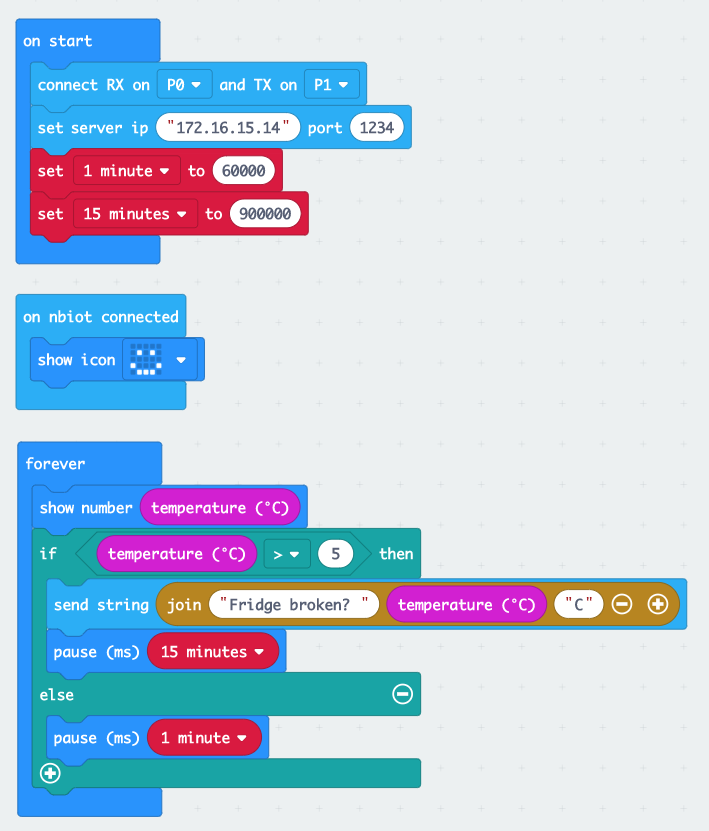 on start
connect RX on P0 and TX on P1
set server ip "172.16.15.14" port 1234
set 1 minute to 60000
set 15 minutes to 900000
on nbiot connected
show icon
forever
show number temperature (°C)
if temperature (°C) > 5 then
send string join "Fridge broken? " temperature (°C) "C"
pause (ms) 15 minutes
else
pause (ms) 1 minute